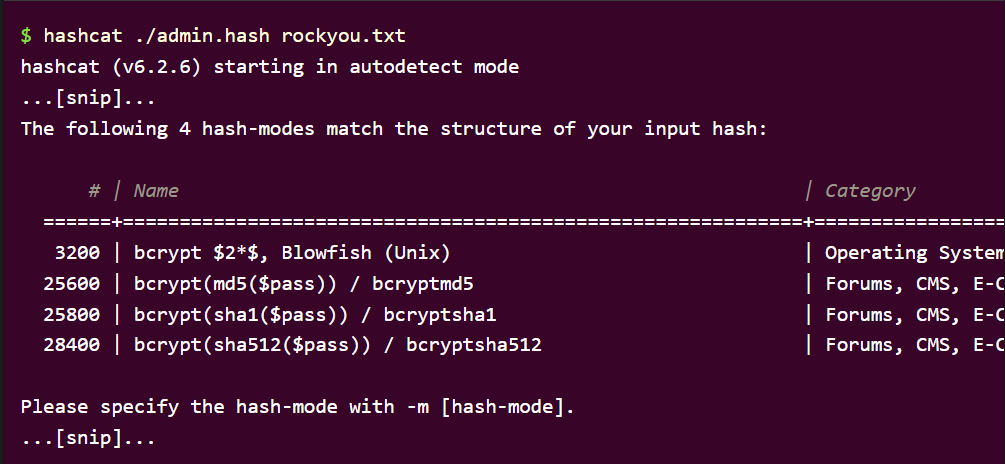 $ hashcat ./admin.hash rockyou.txt
hashcat (v6.2.6) starting in autodetect mode
...[snip]...
The following 4 hash-modes match the structure of your input hash:
# | Name | Category
======+============================================================+=================
3200 | bcrypt $2*$, Blowfish (Unix) | Operating System
25600 | bcrypt(md5($pass)) / bcryptmd5 | Forums, CMS, E-C
25800 | bcrypt(sha1($pass)) / bcryptsha1 | Forums, CMS, E-C
28400 | bcrypt(sha512($pass)) / bcryptsha512 | Forums, CMS, E-C
Please specify the hash-mode with -m [hash-mode].
...[snip]...